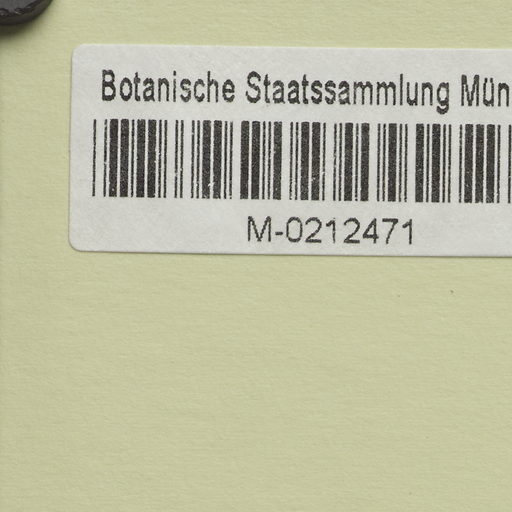 Botanische Staatssammlung Mün
M-0212471